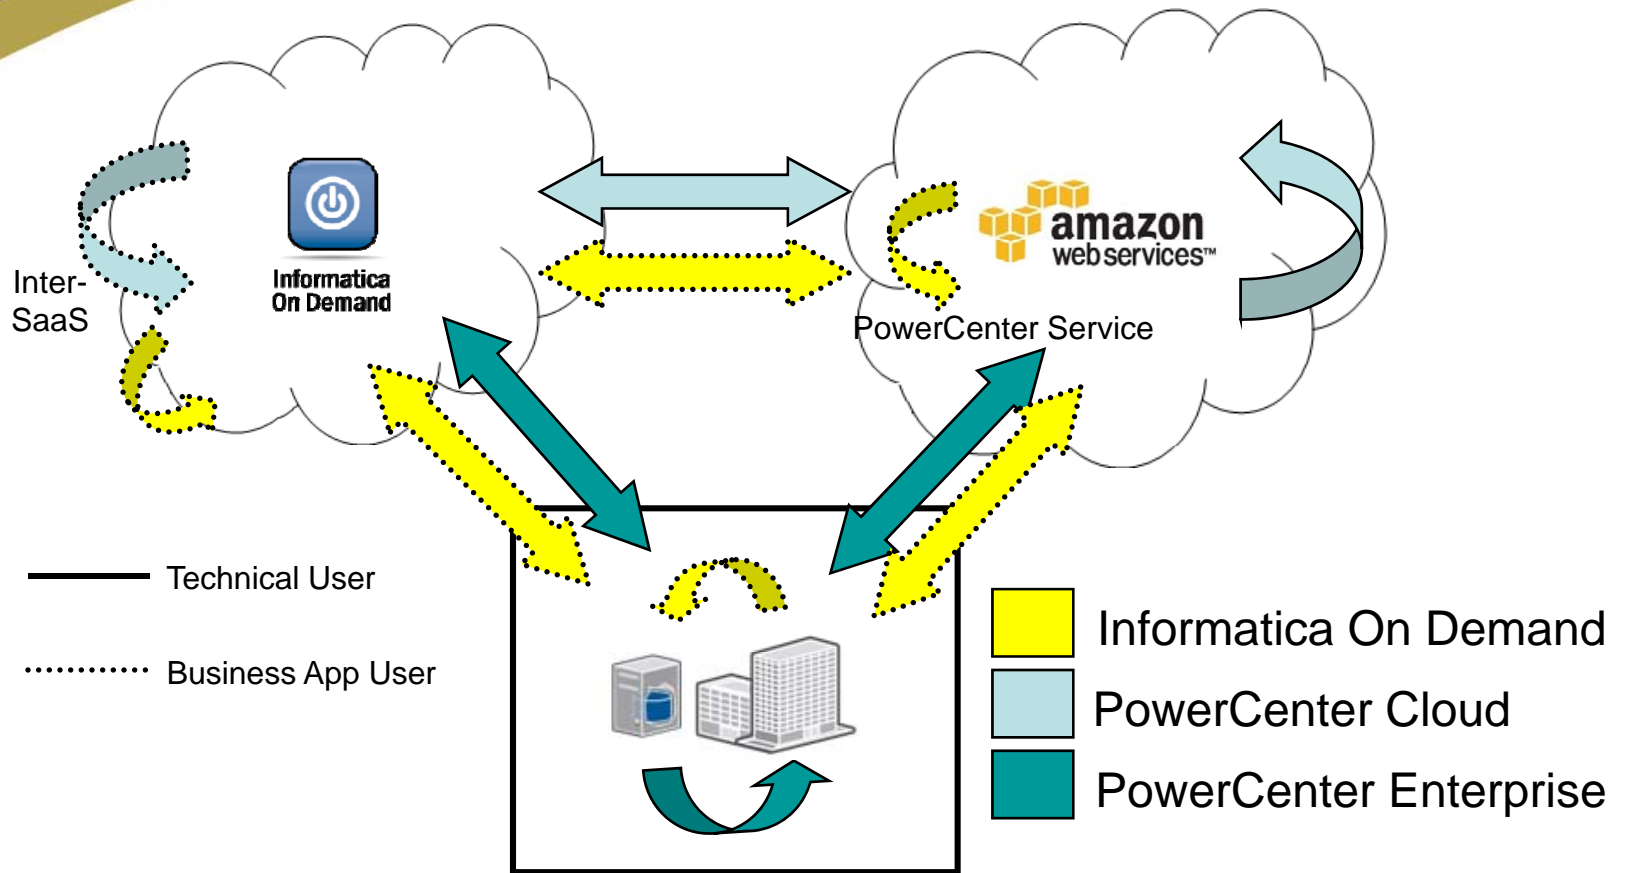 Inter-
SaaS
Informatica
On Demand
amazon
web services™
PowerCenter Service
Technical User
Business App User
Informatica On Demand
PowerCenter Cloud
PowerCenter Enterprise